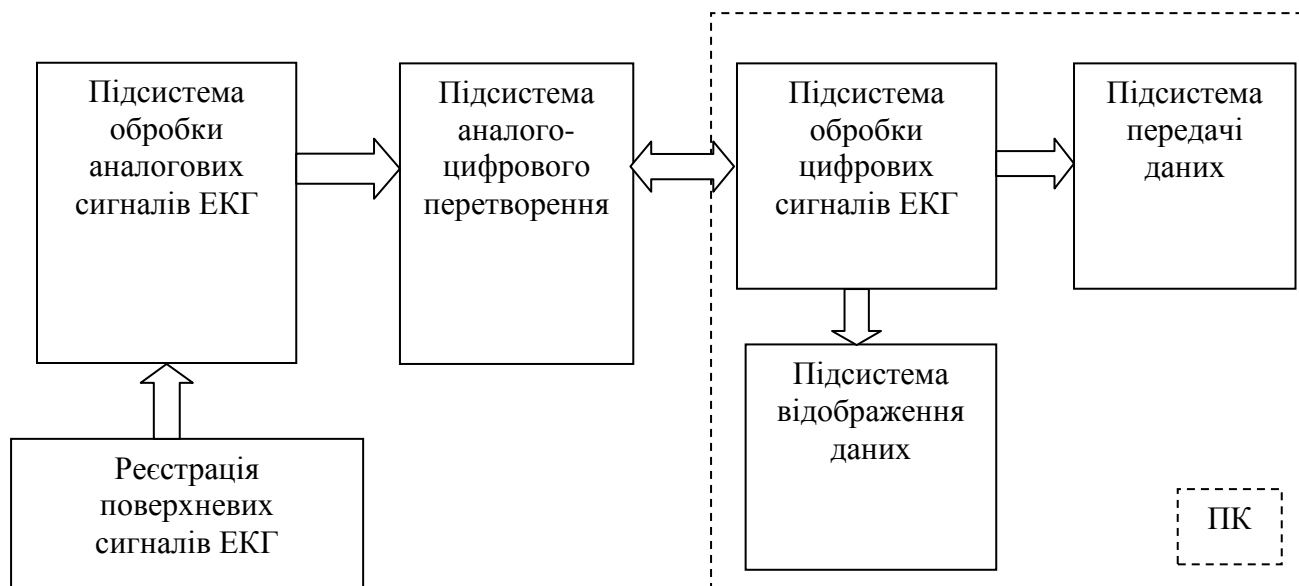 Підсистема
обробки
аналогових
сигналів ЕКГ
Підсистема
аналого-
цифрового
перетворення
Підсистема
обробки
цифрових
сигналів ЕКГ
Підсистема
передачі
даних
Підсистема
відображення
даних
Реєстрація
поверхневих
сигналів ЕКГ
ПК